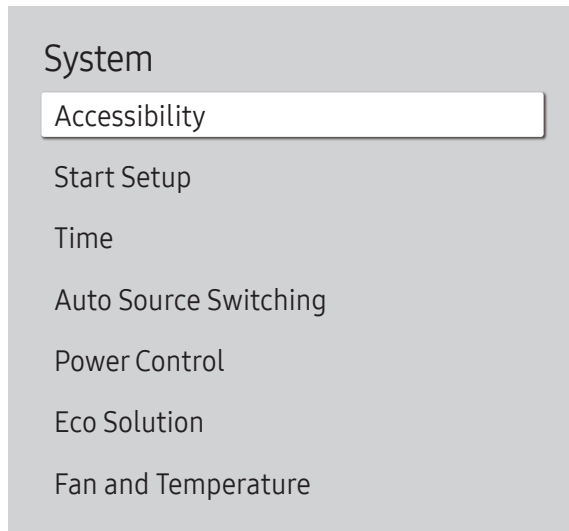 System
Accessibility
Start Setup
Time
Auto Source Switching
Power Control
Eco Solution
Fan and Temperature